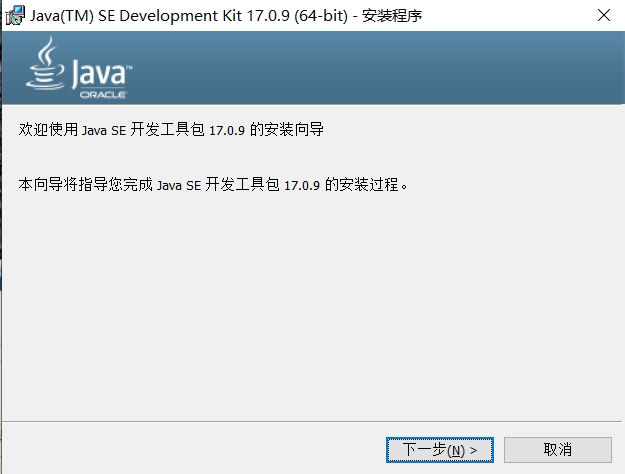 Java(TM) SE Development Kit 17.0.9 (64-bit) - 安装程序
Java™
ORACLE
欢迎使用 Java SE 开发工具包 17.0.9 的安装向导
本向导将指导您完成 Java SE 开发工具包 17.0.9 的安装过程。
下一步(N) >
取消